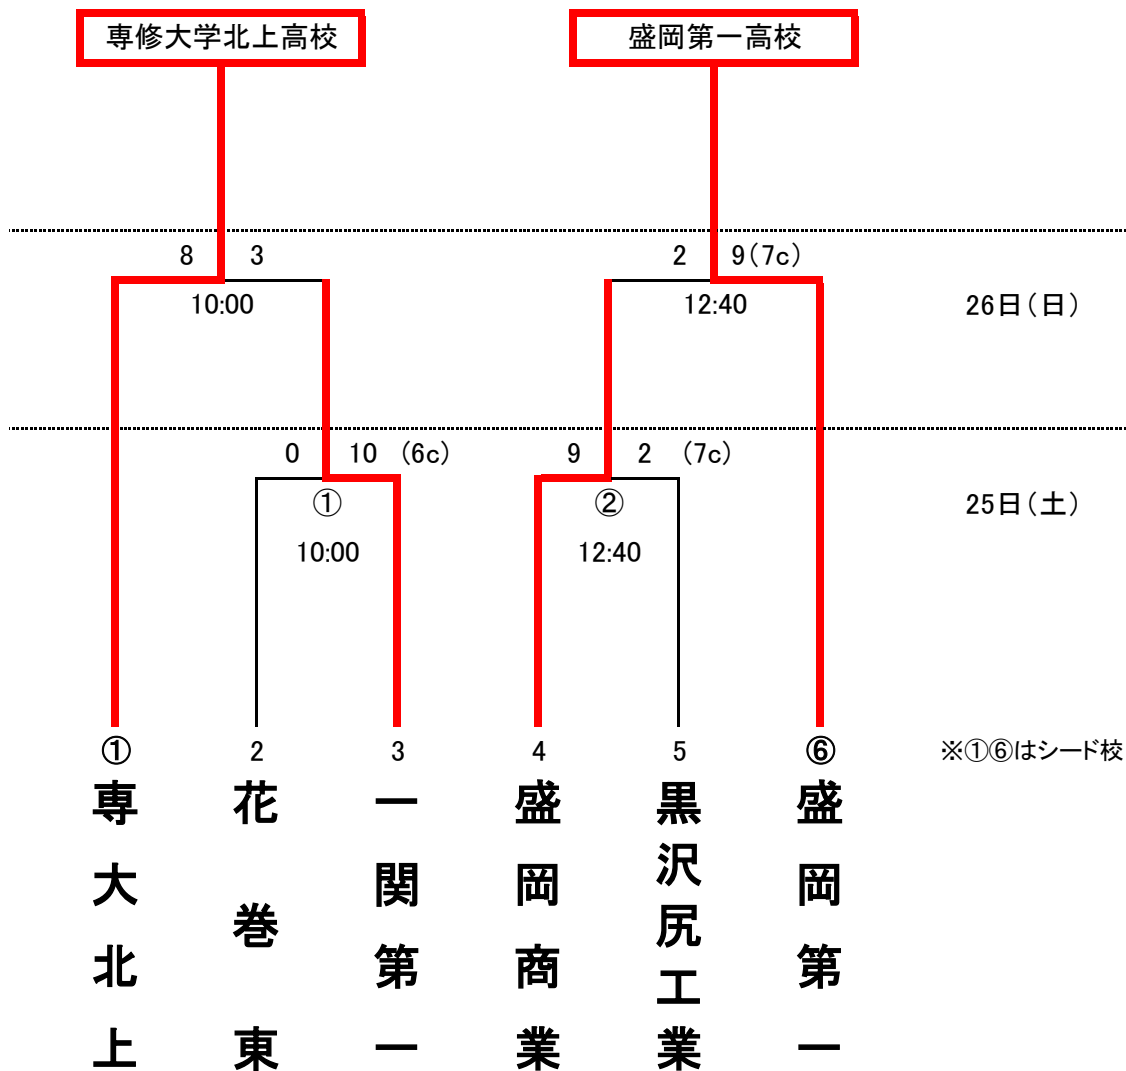 専修大学北上高校 盛岡第一高校
8 3 2 9(7c)
10:00 12:40 26日(日)
0 10 (6c) 9 2 (7c)
① ② 25日(土)
10:00 12:40
① 2 3 4 5 ⑥ ※①⑥はシード校
専大北上
花巻東
一関第一
盛岡商業
黒沢尻工業
盛岡第一